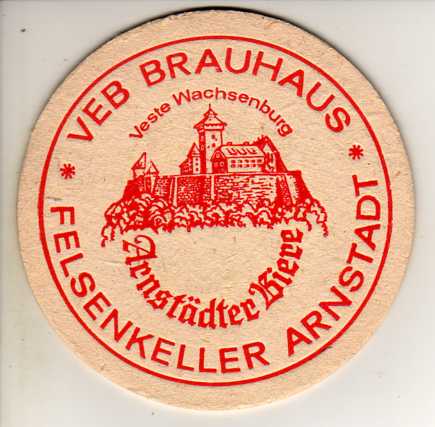 * VEB BRAUHAUS *
FELSENKELLER ARNSTADT
Veste Wachsenburg
Arnstädter Biere